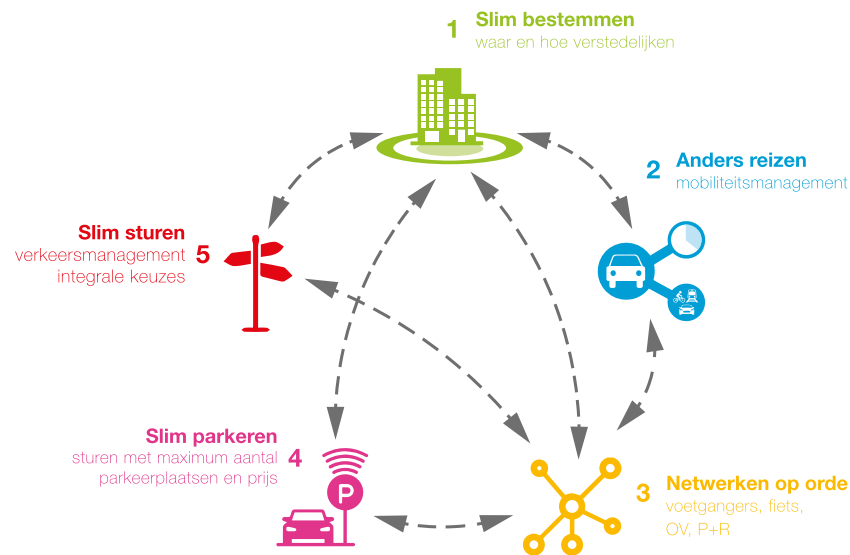 1 Slim bestemmen
waar en hoe verstedelijken
2 Anders reizen
mobiliteitsmanagement
Slim sturen
verkeersmanagement 5
integrale keuzes
Slim parkeren
sturen met maximum aantal 4
parkeerplaatsen en prijs
P
Netwerken op orde
3 voetgangers, fiets,
OV, P+R